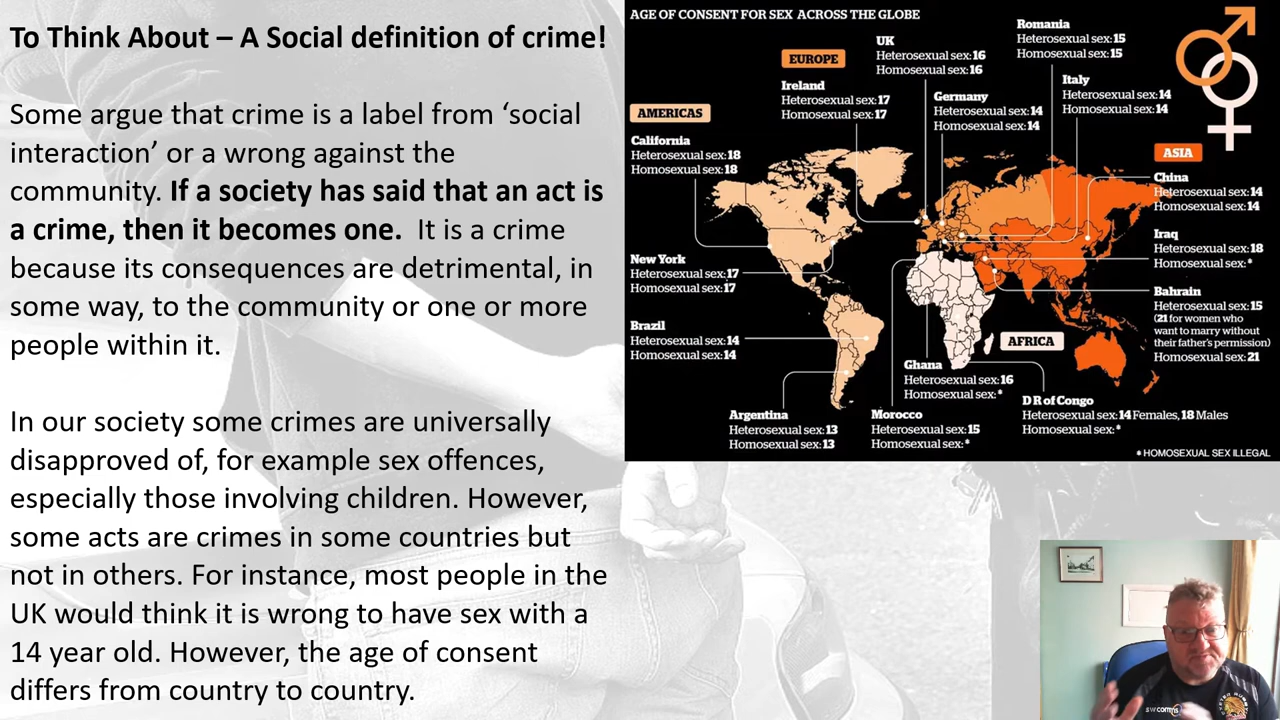 To Think About – A Social definition of crime!
Some argue that crime is a label from ‘social
interaction’ or a wrong against the
community. If a society has said that an act is
a crime, then it becomes one. It is a crime
because its consequences are detrimental, in
some way, to the community or one or more
people within it.
In our society some crimes are universally
disapproved of, for example sex offences,
especially those involving children. However,
some acts are crimes in some countries but
not in others. For instance, most people in the
UK would think it is wrong to have sex with a
14 year old. However, the age of consent
differs from country to country.
AGE OF CONSENT FOR SEX ACROSS THE GLOBE
EUROPE
UK
Heterosexual sex: 16
Homosexual sex: 16
Romania
Heterosexual sex: 15
Homosexual sex: 15
Ireland
Heterosexual sex: 17
Homosexual sex: 17
Germany
Heterosexual sex: 14
Homosexual sex: 14
Italy
Heterosexual sex: 14
Homosexual sex: 14
AMERICAS
California
Heterosexual sex: 18
Homosexual sex: 18
New York
Heterosexual sex: 17
Homosexual sex: 17
Brazil
Heterosexual sex: 14
Homosexual sex: 14
Argentina
Heterosexual sex: 13
Homosexual sex: 13
ASIA
China
Heterosexual sex: 14
Homosexual sex: 14
Iraq
Heterosexual sex: 18
Homosexual sex: *
Bahrain
Heterosexual sex: 15
(21 for women who
want to marry without
their father's permission)
Homosexual sex: 21
AFRICA
Ghana
Heterosexual sex: 16
Homosexual sex: *
Morocco
Heterosexual sex: 15
Homosexual sex: *
D R of Congo
Heterosexual sex: 14 Females, 18 Males
Homosexual sex: *
* HOMOSEXUAL SEX ILLEGAL
swcomms